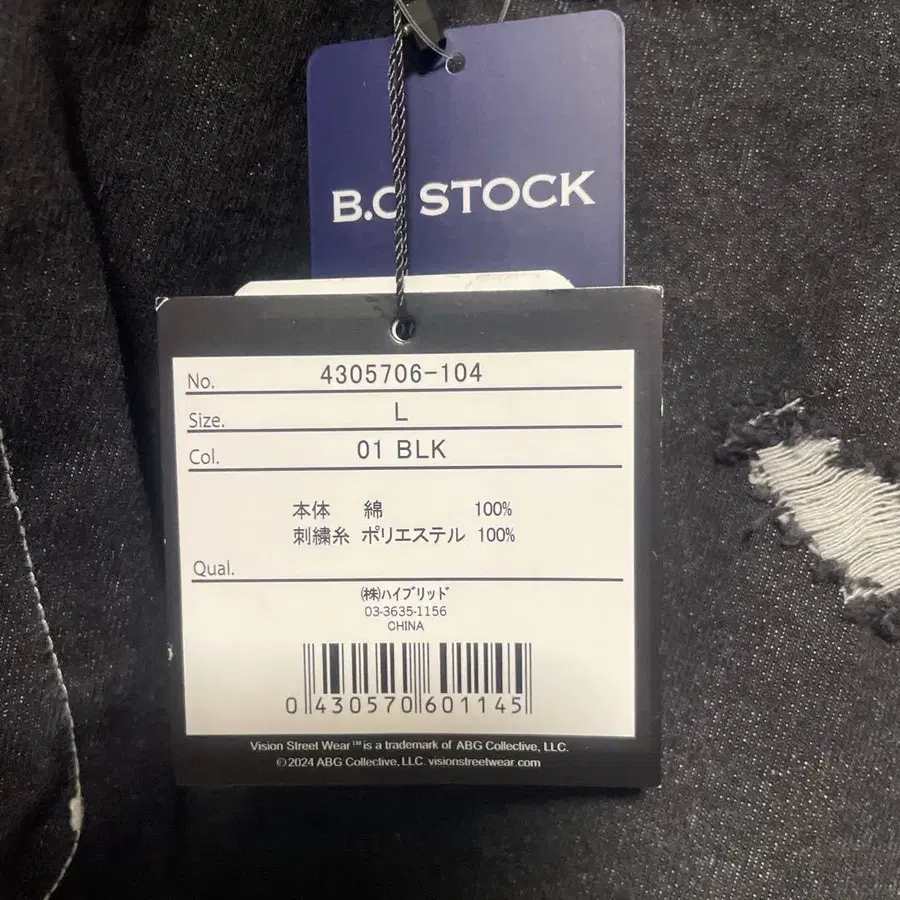 B.C STOCK
No. 4305706-104
Size. L
Col. 01 BLK
本体 綿 100%
刺繍糸 ポリエステル 100%
Qual.
㈱ハイブリッド
03-3635-1156
CHINA
0 430570 601145
Vision Street Wear™ is a trademark of ABG Collective, LLC.
©2024 ABG Collective, LLC. visionstreetwear.com